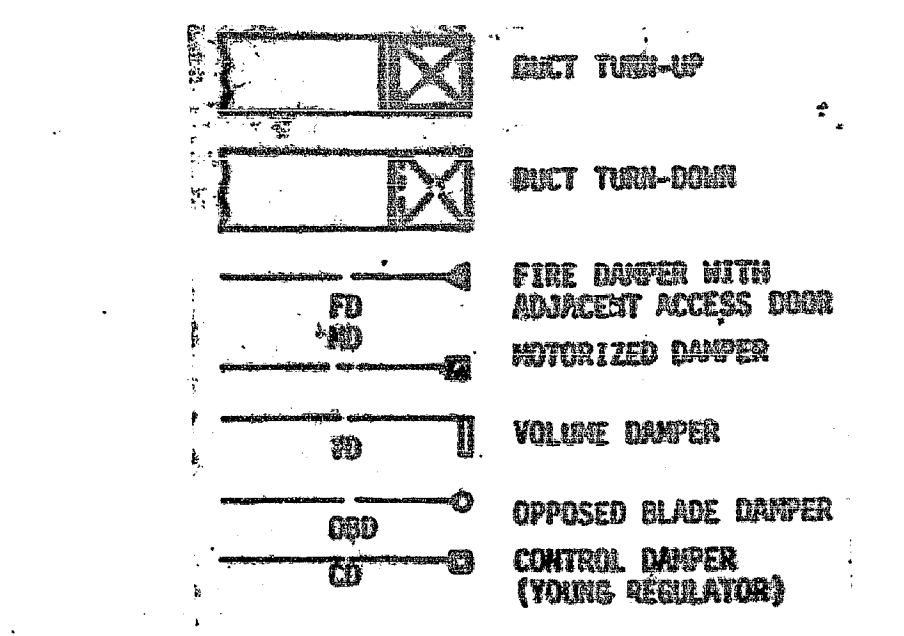 DUCT TURN-UP
DUCT TURN-DOWN
FIRE DAMPER WITH
ADJACENT ACCESS DOOR
FD
MD
MOTORIZED DAMPER
VOLUME DAMPER
VD
OPPOSED BLADE DAMPER
OBD
CONTROL DAMPER
CD
(YOUNG REGULATOR)